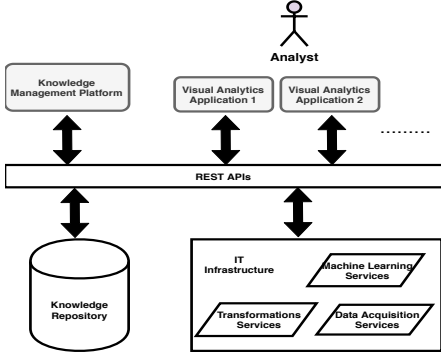 Analyst
Knowledge
Management Platform
Visual Analytics
Application 1
Visual Analytics
Application 2
.........
REST APIs
Knowledge
Repository
IT
Infrastructure
Machine Learning
Services
Transformations
Services
Data Acquisition
Services